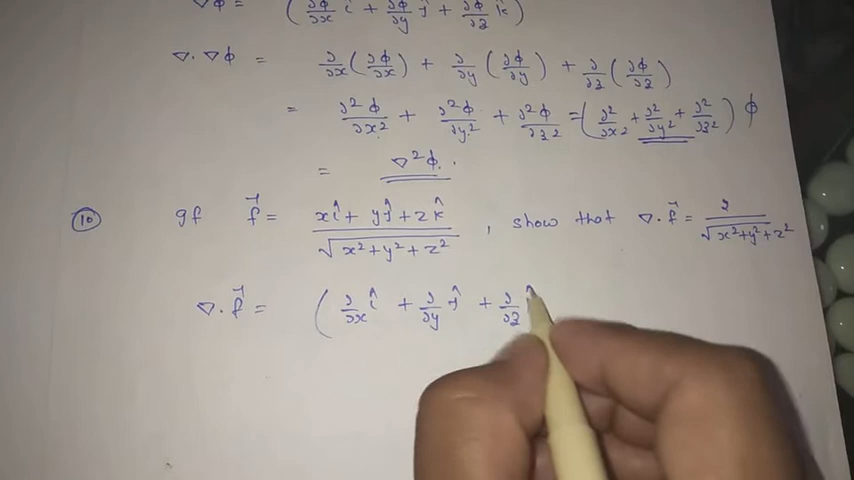 ∇φ = (∂φ/∂x i + ∂φ/∂y j + ∂φ/∂z k)
∇·∇φ = ∂/∂x (∂φ/∂x) + ∂/∂y (∂φ/∂y) + ∂/∂z (∂φ/∂z)
= ∂²φ/∂x² + ∂²φ/∂y² + ∂²φ/∂z² = (∂²/∂x² + ∂²/∂y² + ∂²/∂z²) φ
= ∇²φ.
(10) If f⃗ = (xî + yĵ + zk̂)/√(x²+y²+z²), show that ∇·f⃗ = 2/√(x²+y²+z²)
∇·f⃗ = (∂/∂x î + ∂/∂y ĵ + ∂/∂z